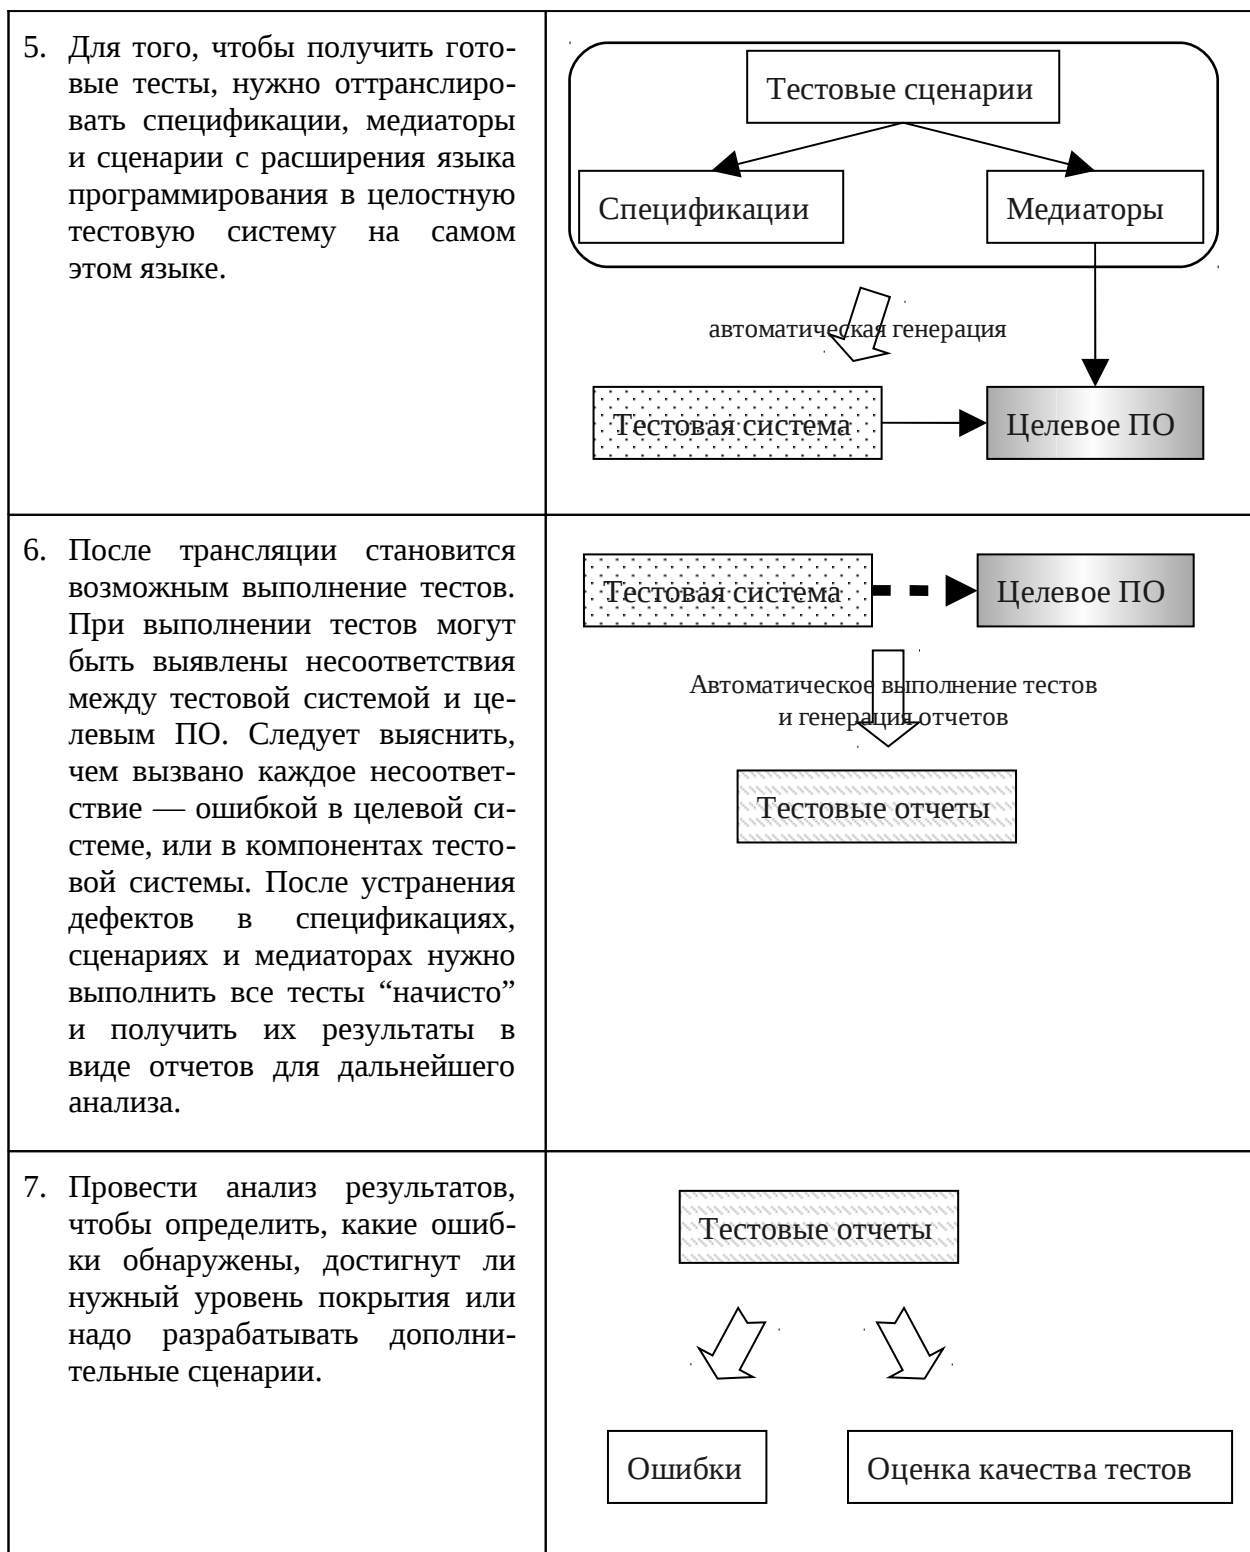 5. Для того, чтобы получить гото-
вые тесты, нужно оттранслиро-
вать спецификации, медиаторы
и сценарии с расширения языка
программирования в целостную
тестовую систему на самом
этом языке.
Тестовые сценарии
Спецификации
Медиаторы
автоматическая генерация
Тестовая система
Целевое ПО
6. После трансляции становится
возможным выполнение тестов.
При выполнении тестов могут
быть выявлены несоответствия
между тестовой системой и це-
левым ПО. Следует выяснить,
чем вызвано каждое несоответ-
ствие — ошибкой в целевой си-
стеме, или в компонентах тесто-
вой системы. После устранения
дефектов в спецификациях,
сценариях и медиаторах нужно
выполнить все тесты “начисто”
и получить их результаты в
виде отчетов для дальнейшего
анализа.
Тестовая система
Целевое ПО
Автоматическое выполнение тестов
и генерация отчетов
Тестовые отчеты
7. Провести анализ результатов,
чтобы определить, какие ошиб-
ки обнаружены, достигнут ли
нужный уровень покрытия или
надо разрабатывать дополни-
тельные сценарии.
Тестовые отчеты
Ошибки
Оценка качества тестов